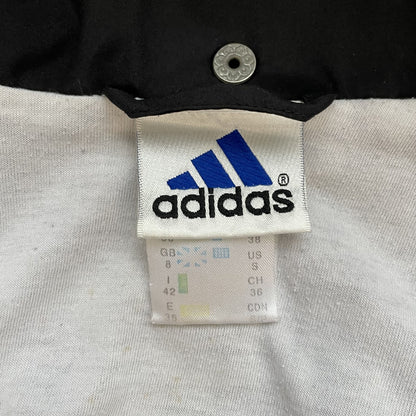 adidas ®
38
GB US
8 S
I CH
42 36
E CDN